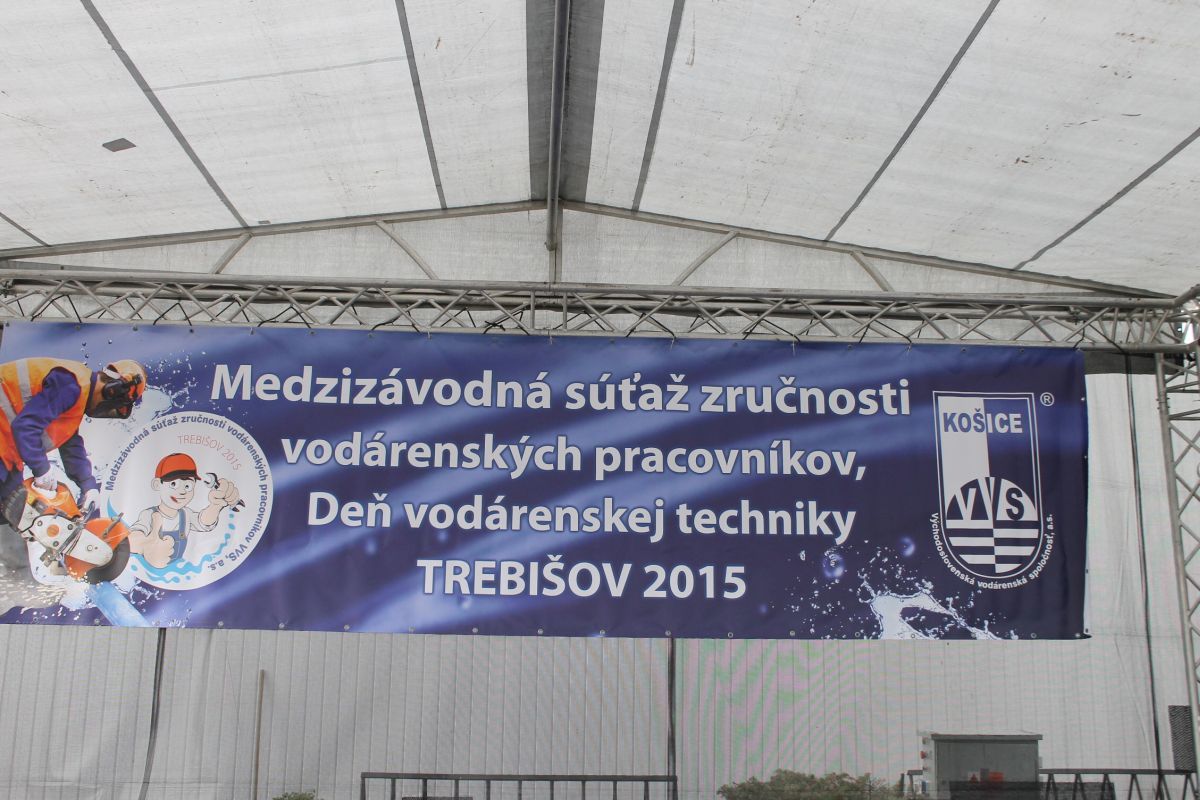 Medzizávodná súťaž zručnosti
vodárenských pracovníkov,
Deň vodárenskej techniky
TREBIŠOV 2015
Medzizávodná súťaž zručnosti vodárenských pracovníkov VVS, a.s.
TREBIŠOV 2015
KOŠICE ®
VVS
Východoslovenská vodárenská spoločnosť, a.s.